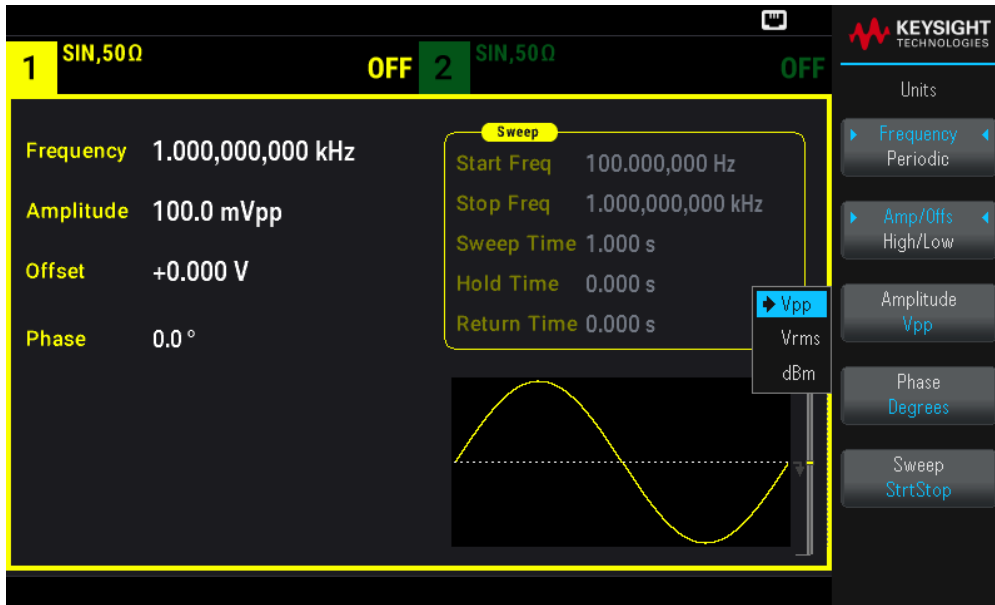 KEYSIGHT
TECHNOLOGIES
1 SIN,50Ω OFF
2 SIN,50Ω OFF
Frequency 1.000,000,000 kHz
Amplitude 100.0 mVpp
Offset +0.000 V
Phase 0.0 °
Sweep
Start Freq 100.000,000 Hz
Stop Freq 1.000,000,000 kHz
Sweep Time 1.000 s
Hold Time 0.000 s
Return Time 0.000 s
Vpp
Vrms
dBm
Units
Frequency
Periodic
Amp/Offs
High/Low
Amplitude
Vpp
Phase
Degrees
Sweep
StrtStop